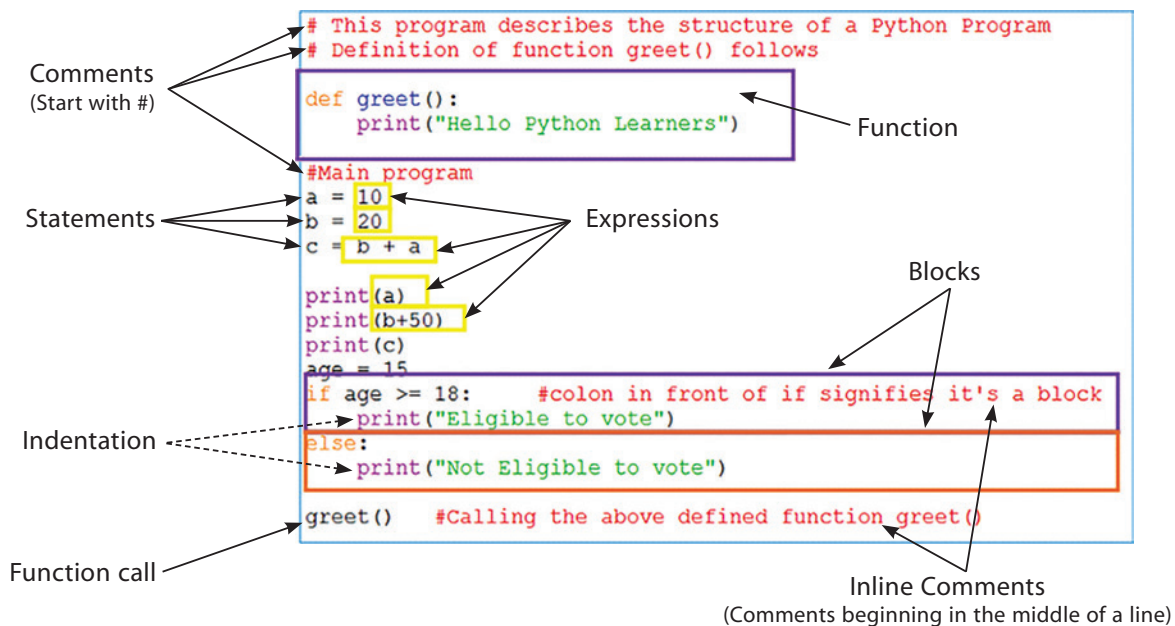 # This program describes the structure of a Python Program
# Definition of function greet() follows
Comments
(Start with #)
def greet():
    print("Hello Python Learners")
Function
#Main program
a = 10
b = 20
c = b + a
Statements
Expressions
print(a)
print(b+50)
print(c)
age = 15
Blocks
if age >= 18:     #colon in front of if signifies it's a block
    print("Eligible to vote")
else:
    print("Not Eligible to vote")
Indentation
greet()   #Calling the above defined function greet()
Function call
Inline Comments
(Comments beginning in the middle of a line)